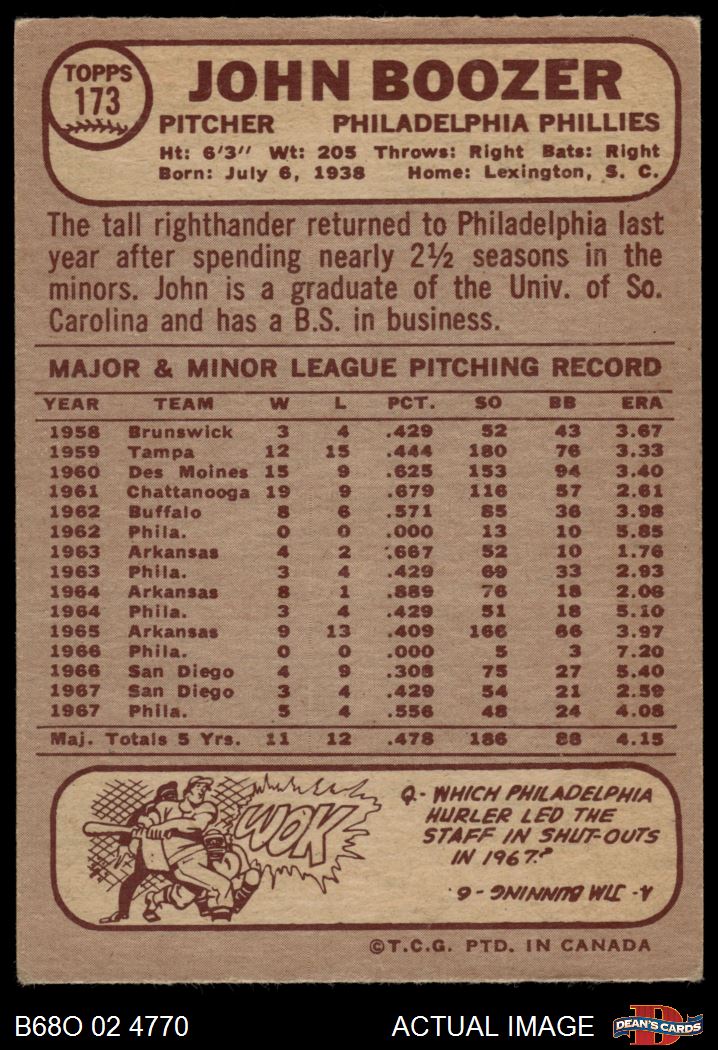 TOPPS
173
JOHN BOOZER
PITCHER PHILADELPHIA PHILLIES
Ht: 6'3" Wt: 205 Throws: Right Bats: Right
Born: July 6, 1938 Home: Lexington, S. C.
The tall righthander returned to Philadelphia last
year after spending nearly 2½ seasons in the
minors. John is a graduate of the Univ. of So.
Carolina and has a B.S. in business.
MAJOR & MINOR LEAGUE PITCHING RECORD
YEAR TEAM W L PCT. SO BB ERA
1958 Brunswick 3 4 .429 52 43 3.67
1959 Tampa 12 15 .444 180 76 3.33
1960 Des Moines 15 9 .625 153 94 3.40
1961 Chattanooga 19 9 .679 116 57 2.61
1962 Buffalo 8 6 .571 85 36 3.98
1962 Phila. 0 0 .000 13 10 5.85
1963 Arkansas 4 2 .667 52 10 1.76
1963 Phila. 3 4 .429 69 33 2.93
1964 Arkansas 8 1 .889 76 18 2.06
1964 Phila. 3 4 .429 51 18 5.10
1965 Arkansas 9 13 .409 166 66 3.97
1966 Phila. 0 0 .000 5 3 7.20
1966 San Diego 4 9 .308 75 27 5.40
1967 San Diego 3 4 .429 54 21 2.59
1967 Phila. 5 4 .556 48 24 4.08
Maj. Totals 5 Yrs. 11 12 .478 186 88 4.15
WOK
Q- WHICH PHILADELPHIA
HURLER LED THE
STAFF IN SHUT-OUTS
IN 1967?
A- JIM BUNNING - 6.
©T.C.G. PTD. IN CANADA
B68O 02 4770 ACTUAL IMAGE
D
DEAN'S CARDS